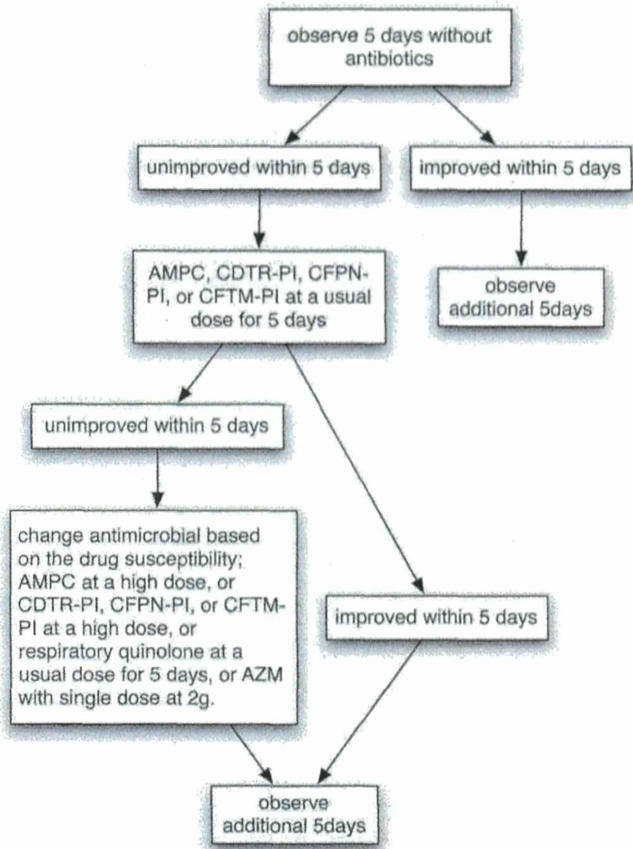 observe 5 days without
antibiotics
unimproved within 5 days
improved within 5 days
AMPC, CDTR-PI, CFPN-
PI, or CFTM-PI at a usual
dose for 5 days
observe
additional 5days
unimproved within 5 days
change antimicrobial based
on the drug susceptibility;
AMPC at a high dose, or
CDTR-PI, CFPN-PI, or CFTM-
PI at a high dose, or
respiratory quinolone at a
usual dose for 5 days, or AZM
with single dose at 2g.
improved within 5 days
observe
additional 5days